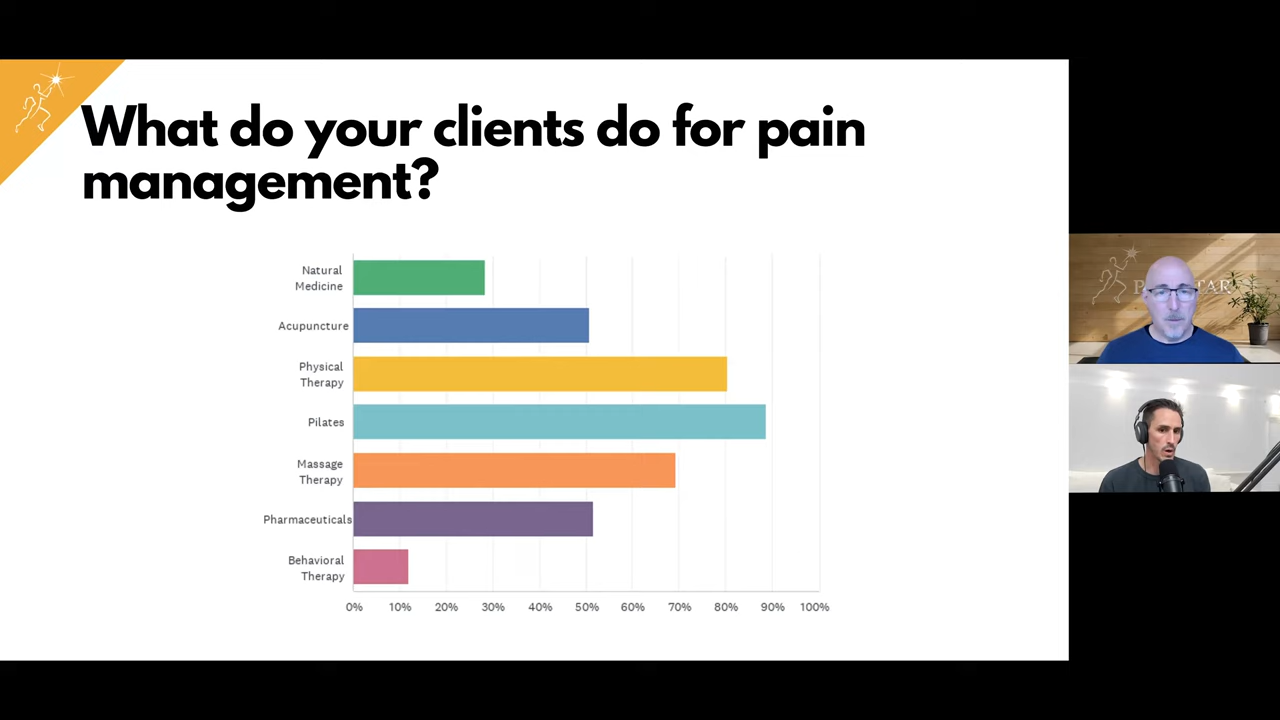 What do your clients do for pain
management?
Natural
Medicine
Acupuncture
Physical
Therapy
Pilates
Massage
Therapy
Pharmaceuticals
Behavioral
Therapy
0% 10% 20% 30% 40% 50% 60% 70% 80% 90% 100%